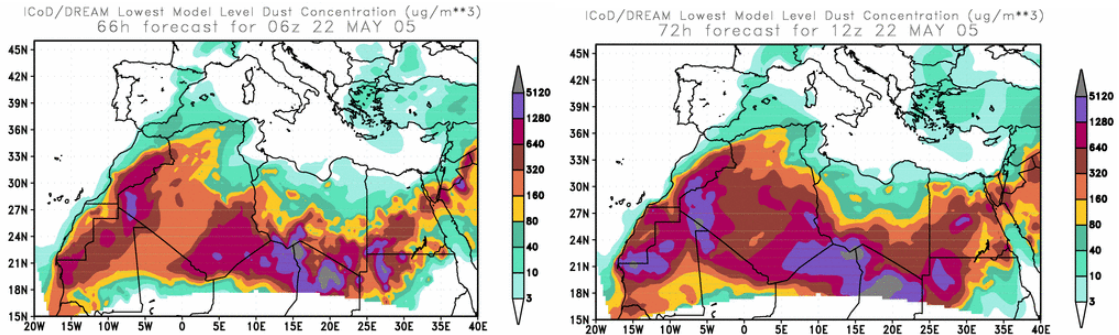 ICoD/DREAM Lowest Model Level Dust Concentration (ug/m**3)
66h forecast for 06z 22 MAY 05
45N
42N
39N
36N
33N
30N
27N
24N
21N
18N
15N
20W 15W 10W 5W 0 5E 10E 15E 20E 25E 30E 35E 40E
5120
1280
640
320
160
80
40
10
3
ICoD/DREAM Lowest Model Level Dust Concentration (ug/m**3)
72h forecast for 12z 22 MAY 05
45N
42N
39N
36N
33N
30N
27N
24N
21N
18N
15N
20W 15W 10W 5W 0 5E 10E 15E 20E 25E 30E 35E 40E
5120
1280
640
320
160
80
40
10
3